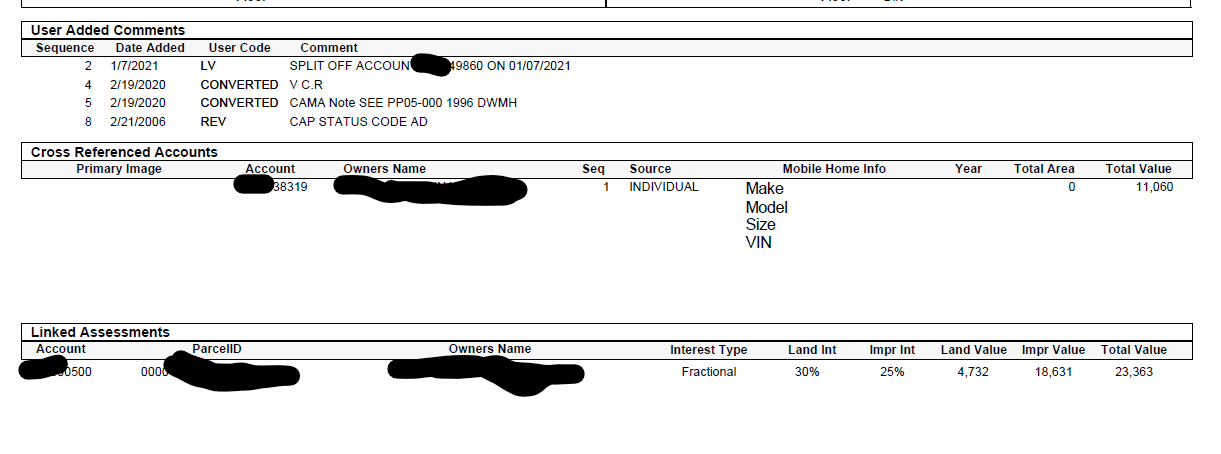 User Added Comments
Sequence Date Added User Code Comment
2 1/7/2021 LV SPLIT OFF ACCOUN 49860 ON 01/07/2021
4 2/19/2020 CONVERTED V C.R
5 2/19/2020 CONVERTED CAMA Note SEE PP05-000 1996 DWMH
8 2/21/2006 REV CAP STATUS CODE AD
Cross Referenced Accounts
Primary Image Account Owners Name Seq Source Mobile Home Info Year Total Area Total Value
38319 1 INDIVIDUAL Make 0 11,060
Model
Size
VIN
Linked Assessments
Account ParcelID Owners Name Interest Type Land Int Impr Int Land Value Impr Value Total Value
0500 0000 Fractional 30% 25% 4,732 18,631 23,363